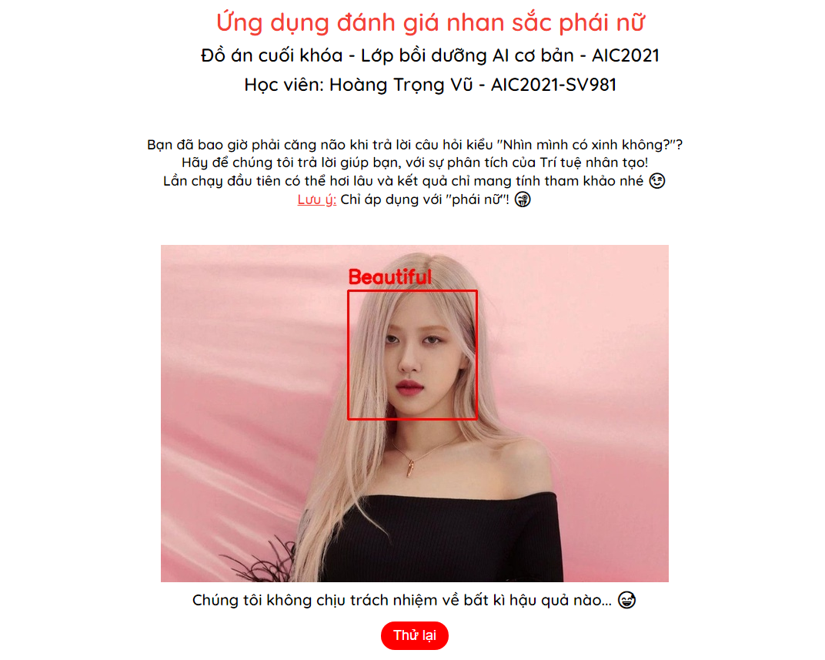 Ứng dụng đánh giá nhan sắc phái nữ
Đồ án cuối khóa - Lớp bồi dưỡng AI cơ bản - AIC2021
Học viên: Hoàng Trọng Vũ - AIC2021-SV981
Bạn đã bao giờ phải căng não khi trả lời câu hỏi kiểu "Nhìn mình có xinh không?"?
Hãy để chúng tôi trả lời giúp bạn, với sự phân tích của Trí tuệ nhân tạo!
Lần chạy đầu tiên có thể hơi lâu và kết quả chỉ mang tính tham khảo nhé 😉
Lưu ý: Chỉ áp dụng với "phái nữ"! 🤪
Beautiful
Chúng tôi không chịu trách nhiệm về bất kì hậu quả nào... 😅
Thử lại